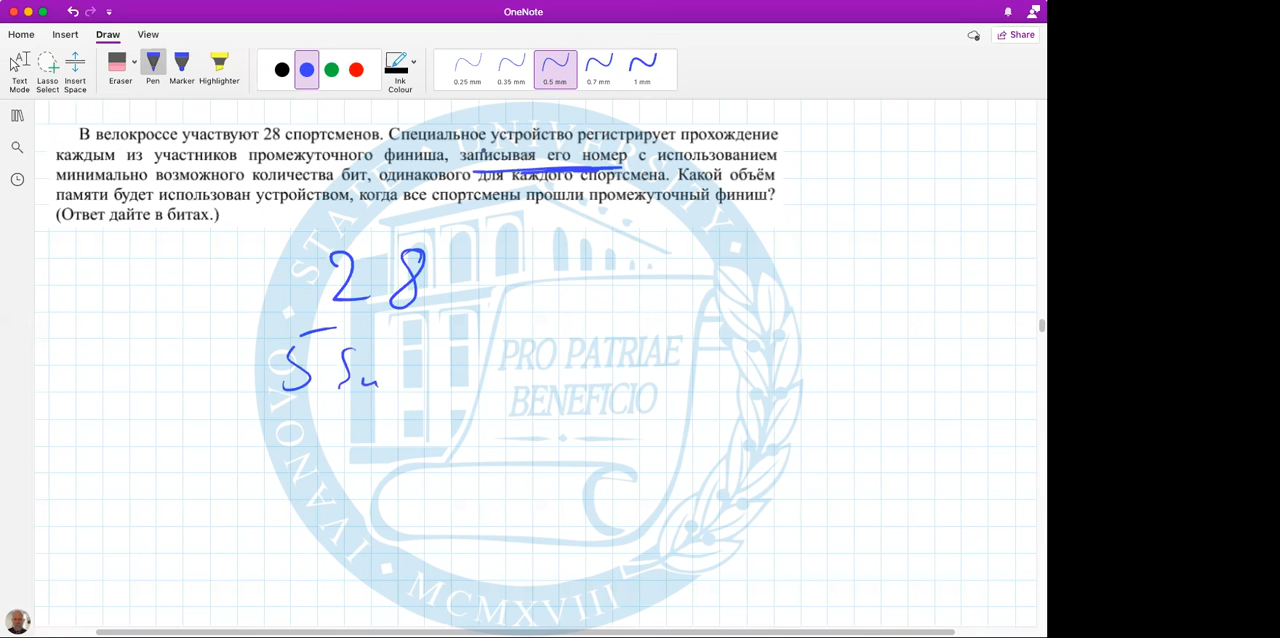 OneNote
Home Insert Draw View
Share
Text Mode
Lasso Select
Insert Space
Eraser
Pen
Marker
Highlighter
Ink Colour
0.25 mm
0.35 mm
0.5 mm
0.7 mm
1 mm
В велокроссе участвуют 28 спортсменов. Специальное устройство регистрирует прохождение
каждым из участников промежуточного финиша, записывая его номер с использованием
минимально возможного количества бит, одинакового для каждого спортсмена. Какой объём
памяти будет использован устройством, когда все спортсмены прошли промежуточный финиш?
(Ответ дайте в битах.)
28
5
IVANOVO • STATE • UNIVERSITY
PRO PATRIAE
BENEFICIO
MCMXVIII